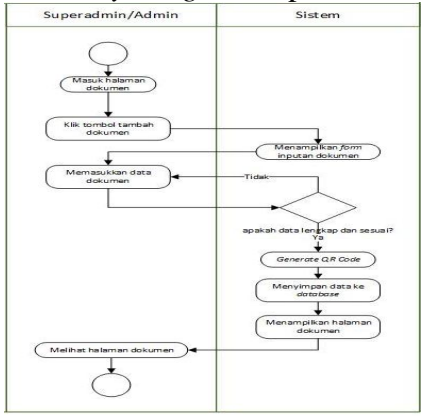 Superadmin/Admin
Sistem
Masuk halaman
dokumen
Klik tombol tambah
dokumen
Menampilkan form
inputan dokumen
Memasukkan data
dokumen
Tidak
apakah data lengkap dan sesuai?
Ya
Generate QR Code
Menyimpan data ke
database
Menampilkan halaman
dokumen
Melihat halaman dokumen